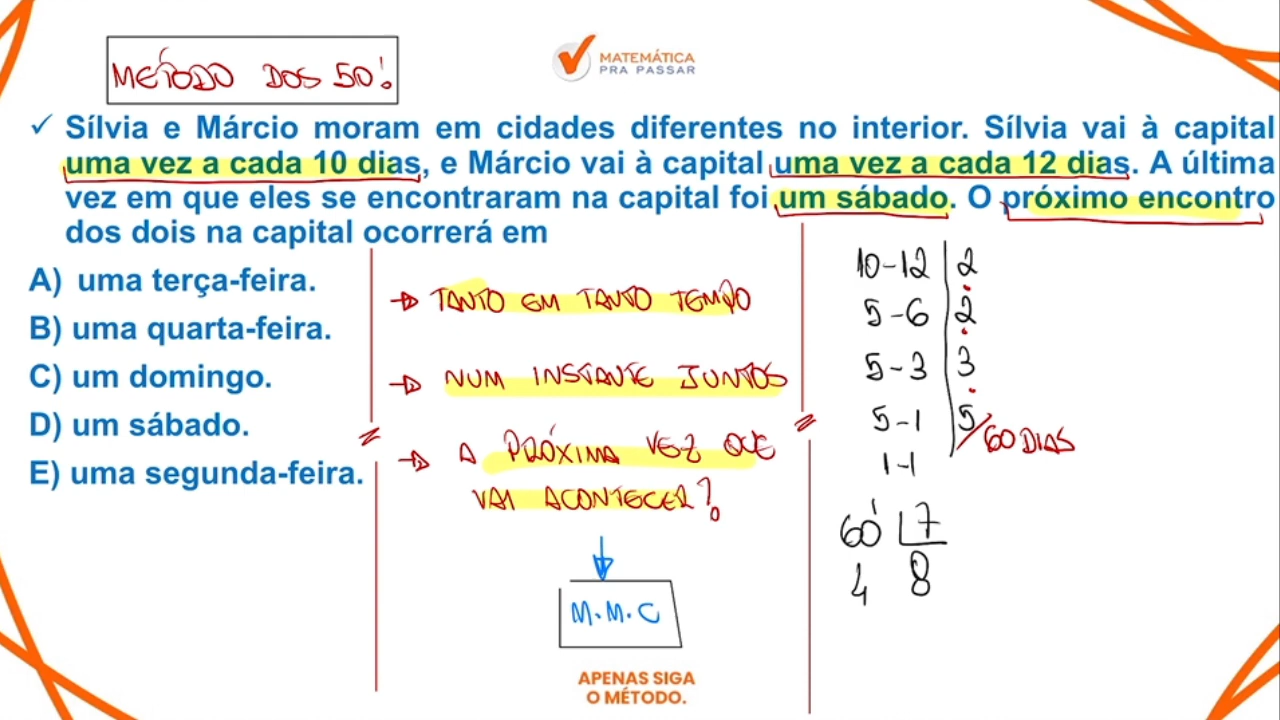 METÓDO DOS 50!
MATEMÁTICA
PRA PASSAR
✓ Sílvia e Márcio moram em cidades diferentes no interior. Sílvia vai à capital
uma vez a cada 10 dias, e Márcio vai à capital uma vez a cada 12 dias. A última
vez em que eles se encontraram na capital foi um sábado. O próximo encontro
dos dois na capital ocorrerá em
A) uma terça-feira.
B) uma quarta-feira.
C) um domingo.
D) um sábado.
E) uma segunda-feira.
→ TANTO EM TANTO TEMPO
→ NUM INSTANTE JUNTOS
→ A PRÓXIMA VEZ QUE
VAI ACONTECER?
M.M.C
10-12 | 2
5-6 | 2
5-3 | 3
5-1 | 5 / 60 DIAS
1-1
60 | 7
4 8
APENAS SIGA
O MÉTODO.